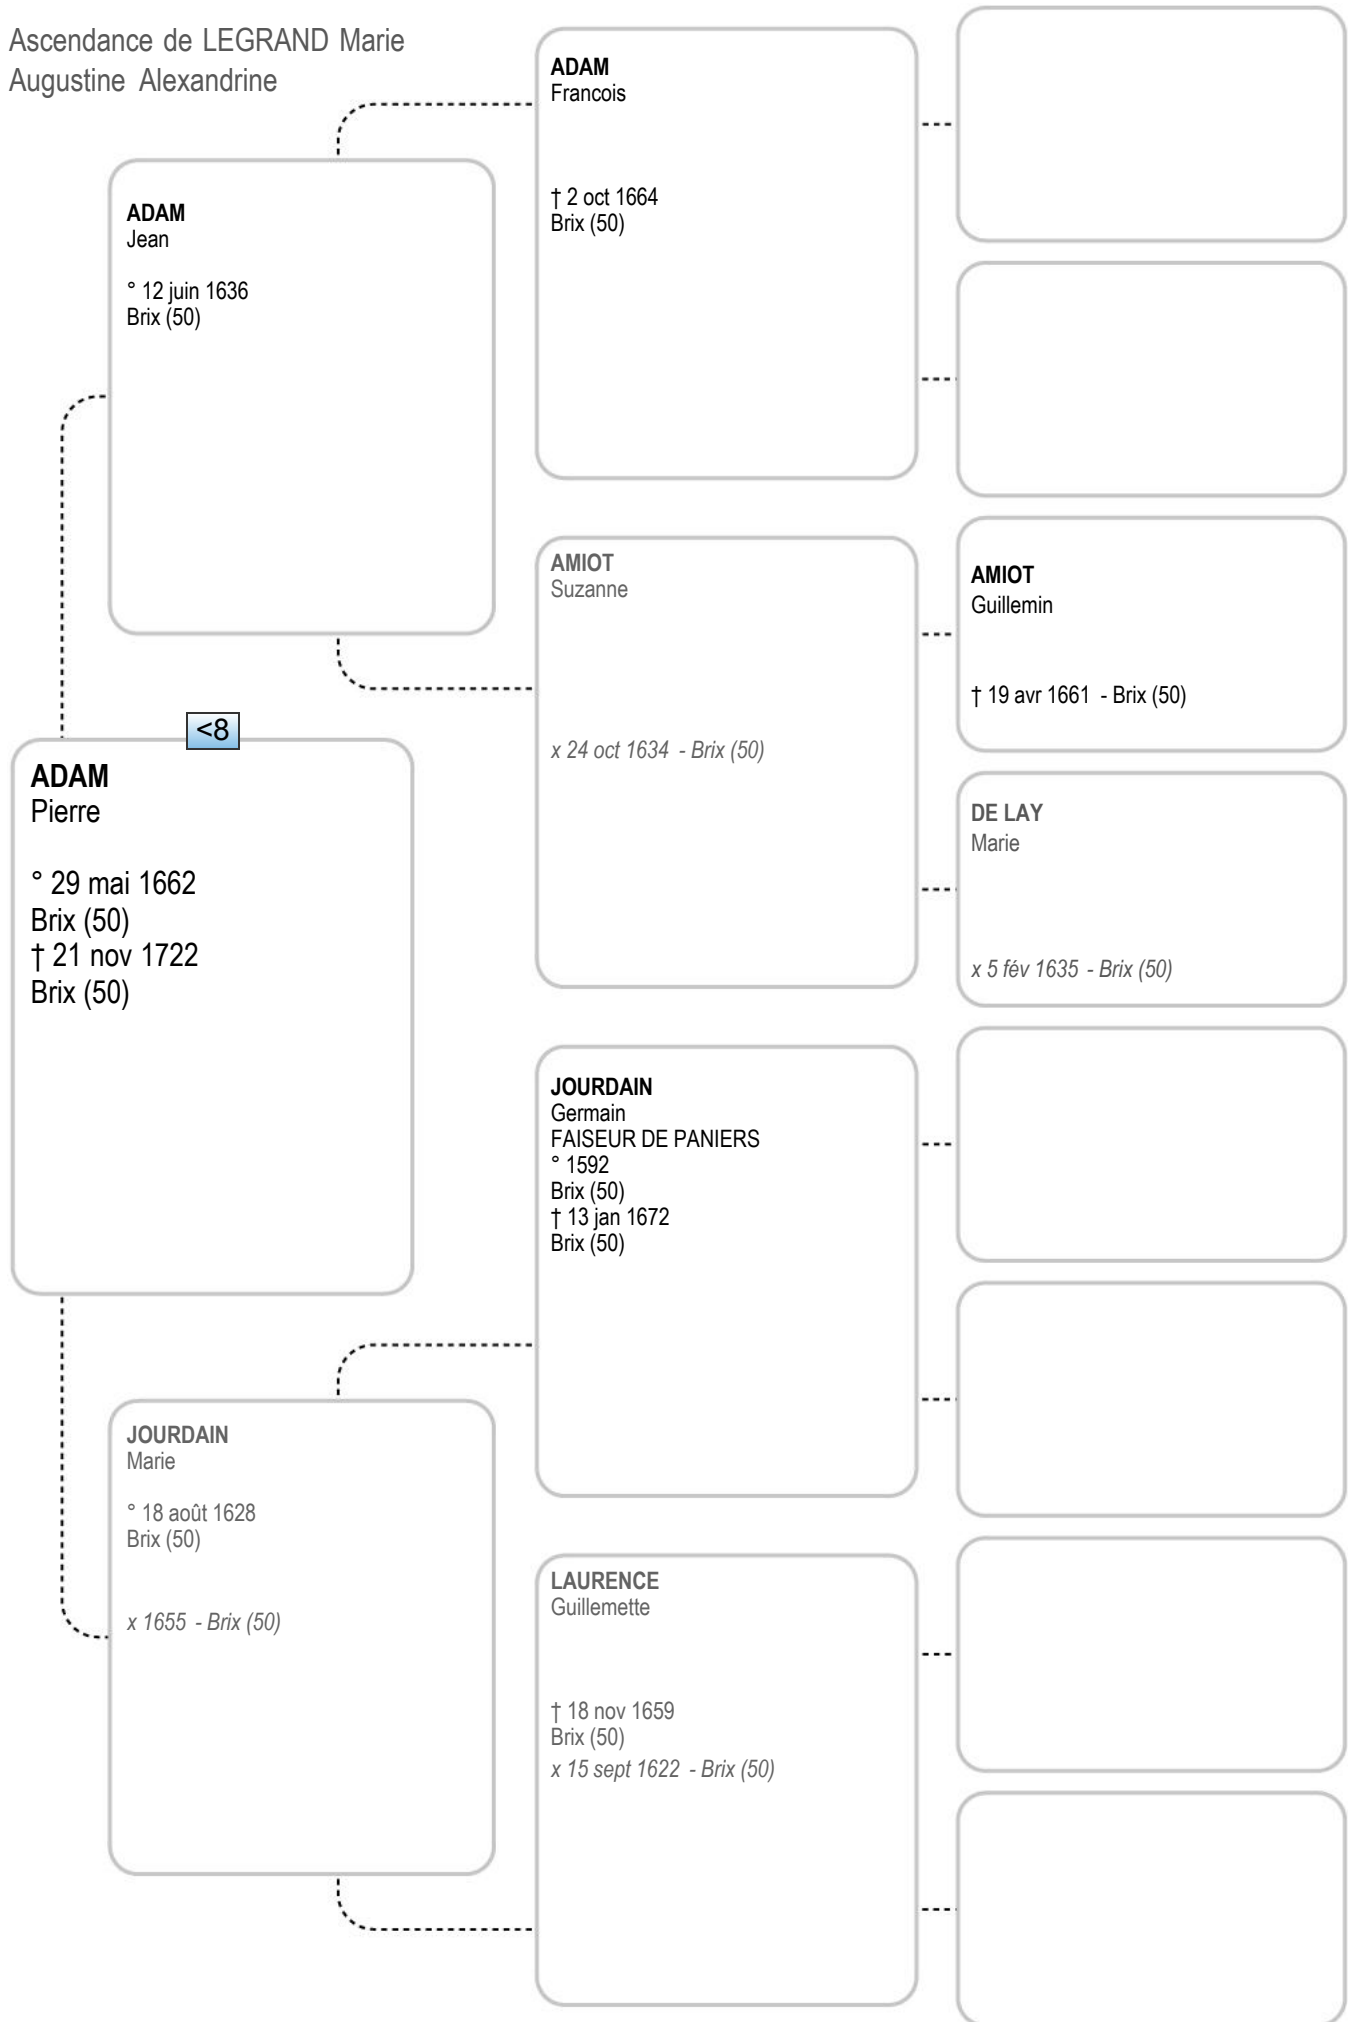 Ascendance de LEGRAND Marie
Augustine Alexandrine
ADAM
Francois
† 2 oct 1664
Brix (50)
ADAM
Jean
° 12 juin 1636
Brix (50)
AMIOT
Suzanne
x 24 oct 1634 - Brix (50)
AMIOT
Guillemin
† 19 avr 1661 - Brix (50)
<8
ADAM
Pierre
° 29 mai 1662
Brix (50)
† 21 nov 1722
Brix (50)
DE LAY
Marie
x 5 fév 1635 - Brix (50)
JOURDAIN
Germain
FAISEUR DE PANIERS
° 1592
Brix (50)
† 13 jan 1672
Brix (50)
JOURDAIN
Marie
° 18 août 1628
Brix (50)
x 1655 - Brix (50)
LAURENCE
Guillemette
† 18 nov 1659
Brix (50)
x 15 sept 1622 - Brix (50)